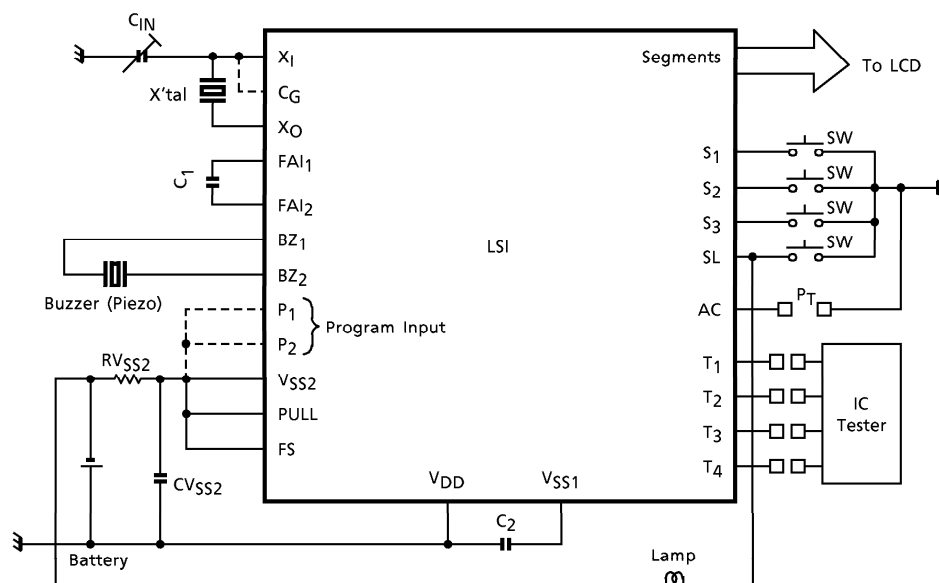 CIN
XI
Segments
To LCD
X'tal
CG
XO
S1
SW
FAI1
C1
S2
SW
FAI2
S3
SW
BZ1
LSI
SL
SW
BZ2
Buzzer (Piezo)
P1
Program Input
P2
AC
PT
RVSS2
VSS2
T1
PULL
T2
IC
Tester
FS
T3
T4
CVSS2
VDD
VSS1
C2
Battery
Lamp